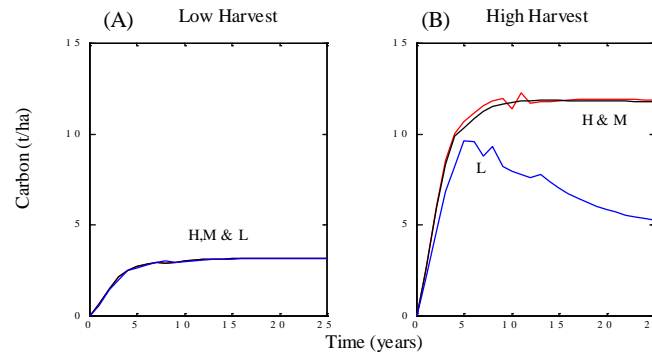 (A) Low Harvest
(B) High Harvest
15
10
5
0
Carbon (t/ha)
H,M & L
0 5 10 15 20 25
15
10
5
0
H & M
L
0 5 10 15 20 25
Time (years)